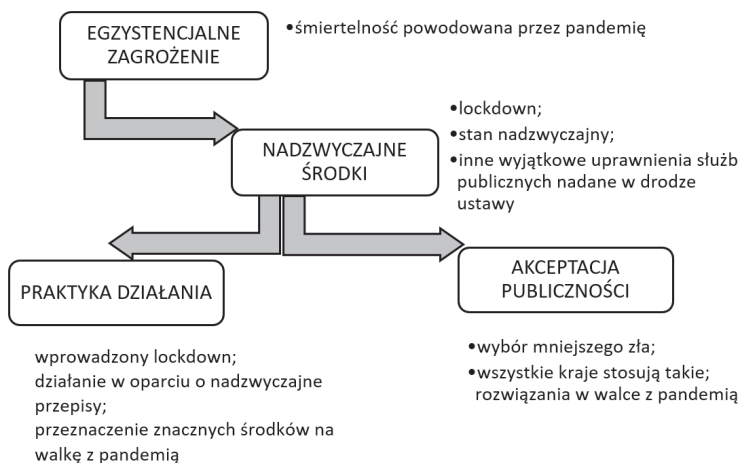 EGZYSTENCJALNE
ZAGROŻENIE
•śmiertelność powodowana przez pandemię
NADZWYCZAJNE
ŚRODKI
•lockdown;
•stan nadzwyczajny;
•inne wyjątkowe uprawnienia służb
publicznych nadane w drodze
ustawy
PRAKTYKA DZIAŁANIA
wprowadzony lockdown;
działanie w oparciu o nadzwyczajne
przepisy;
przeznaczenie znacznych środków na
walkę z pandemią
AKCEPTACJA
PUBLICZNOŚCI
•wybór mniejszego zła;
•wszystkie kraje stosują takie;
rozwiązania w walce z pandemią